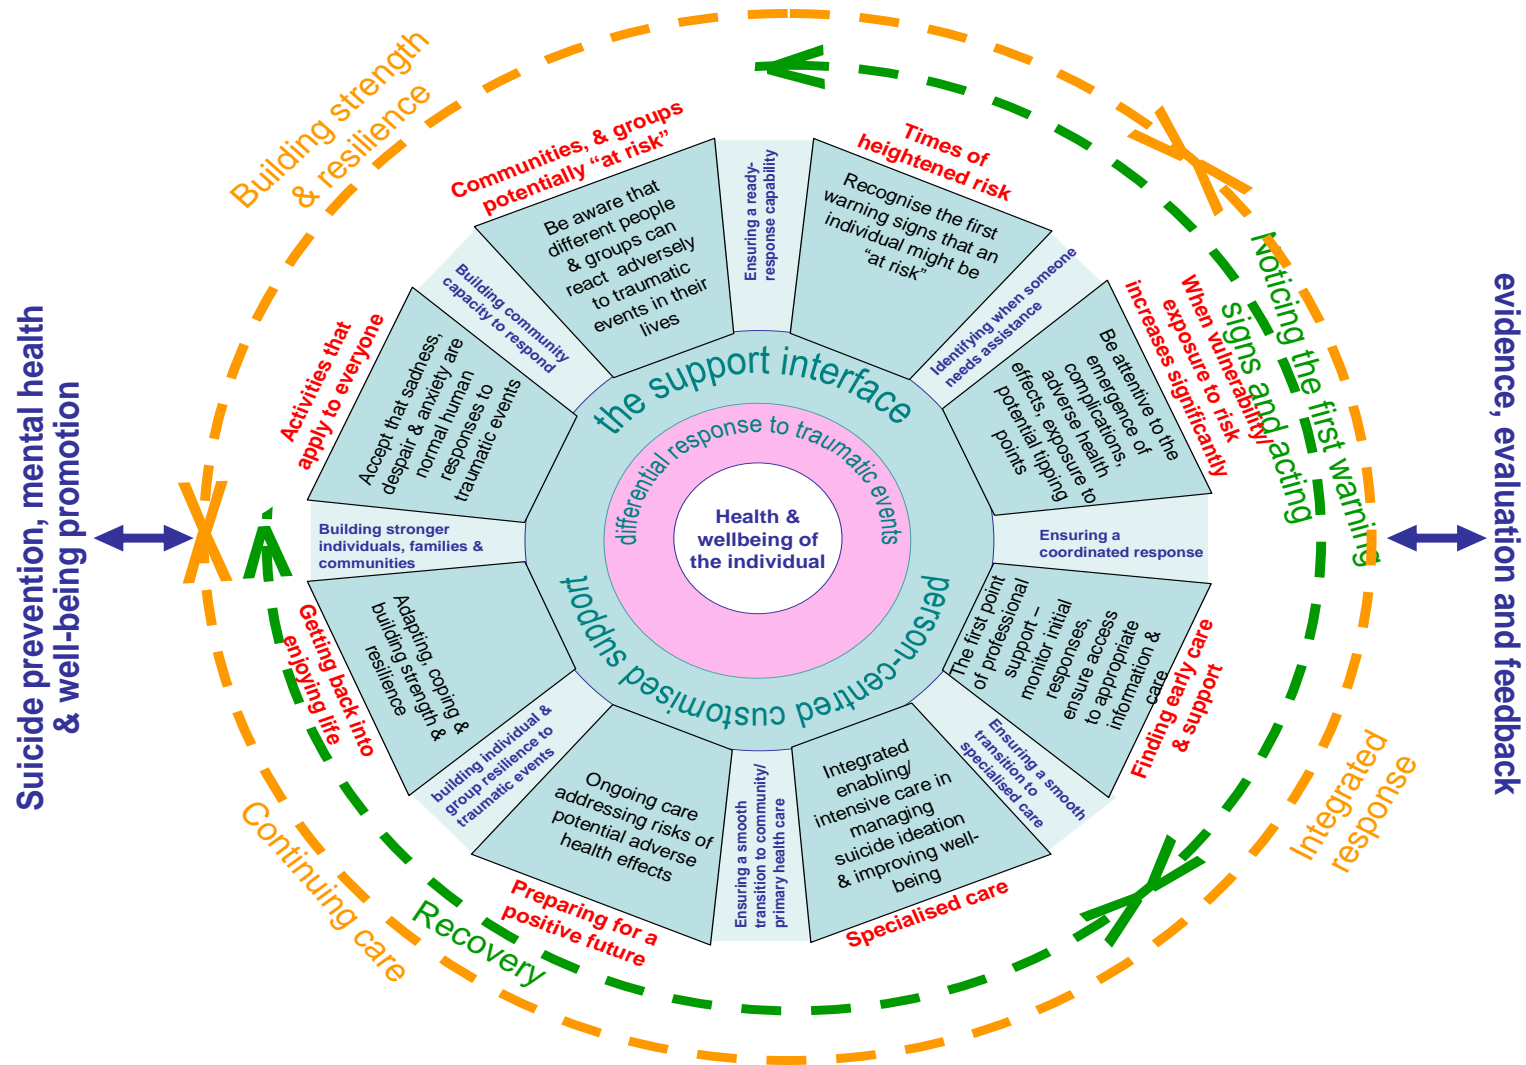 Suicide prevention, mental health
& well-being promotion
Building strength
& resilience
Communities, & groups
potentially “at risk”
Be aware that
different people
& groups can
react adversely
to traumatic
events in their
lives
Ensuring a ready-
response capability
Times of
heightened risk
Recognise the first
warning signs that an
individual might be
“at risk”
Identifying when someone
needs assistance
When vulnerability/
exposure to risk
increases significantly
Be attentive to the
emergence of
complications,
adverse health
effects, exposure to
potential tipping
points
Noticing the first warning
signs and acting
Ensuring a
coordinated response
evidence, evaluation and feedback
Finding early care
& support
The first point
of professional
support –
monitor initial
responses,
ensure access
to appropriate
information &
care
Ensuring a smooth
transition to
specialised care
Integrated
response
Specialised care
Integrated
enabling/
intensive care in
managing
suicide ideation
& improving well-
being
Ensuring a smooth
transition to community/
primary health care
Preparing for a
positive future
Ongoing care
addressing risks of
potential adverse
health effects
Recovery
Continuing care
building individual &
group resilience to
traumatic events
Getting back into
enjoying life
Adapting, coping &
building strength &
resilience
Building stronger
individuals, families &
communities
Activities that
apply to everyone
Accept that sadness,
despair & anxiety are
normal human
responses to
traumatic events
Building community
capacity to respond
the support interface
differential response to traumatic events
Health &
wellbeing of
the individual
person-centred customised support